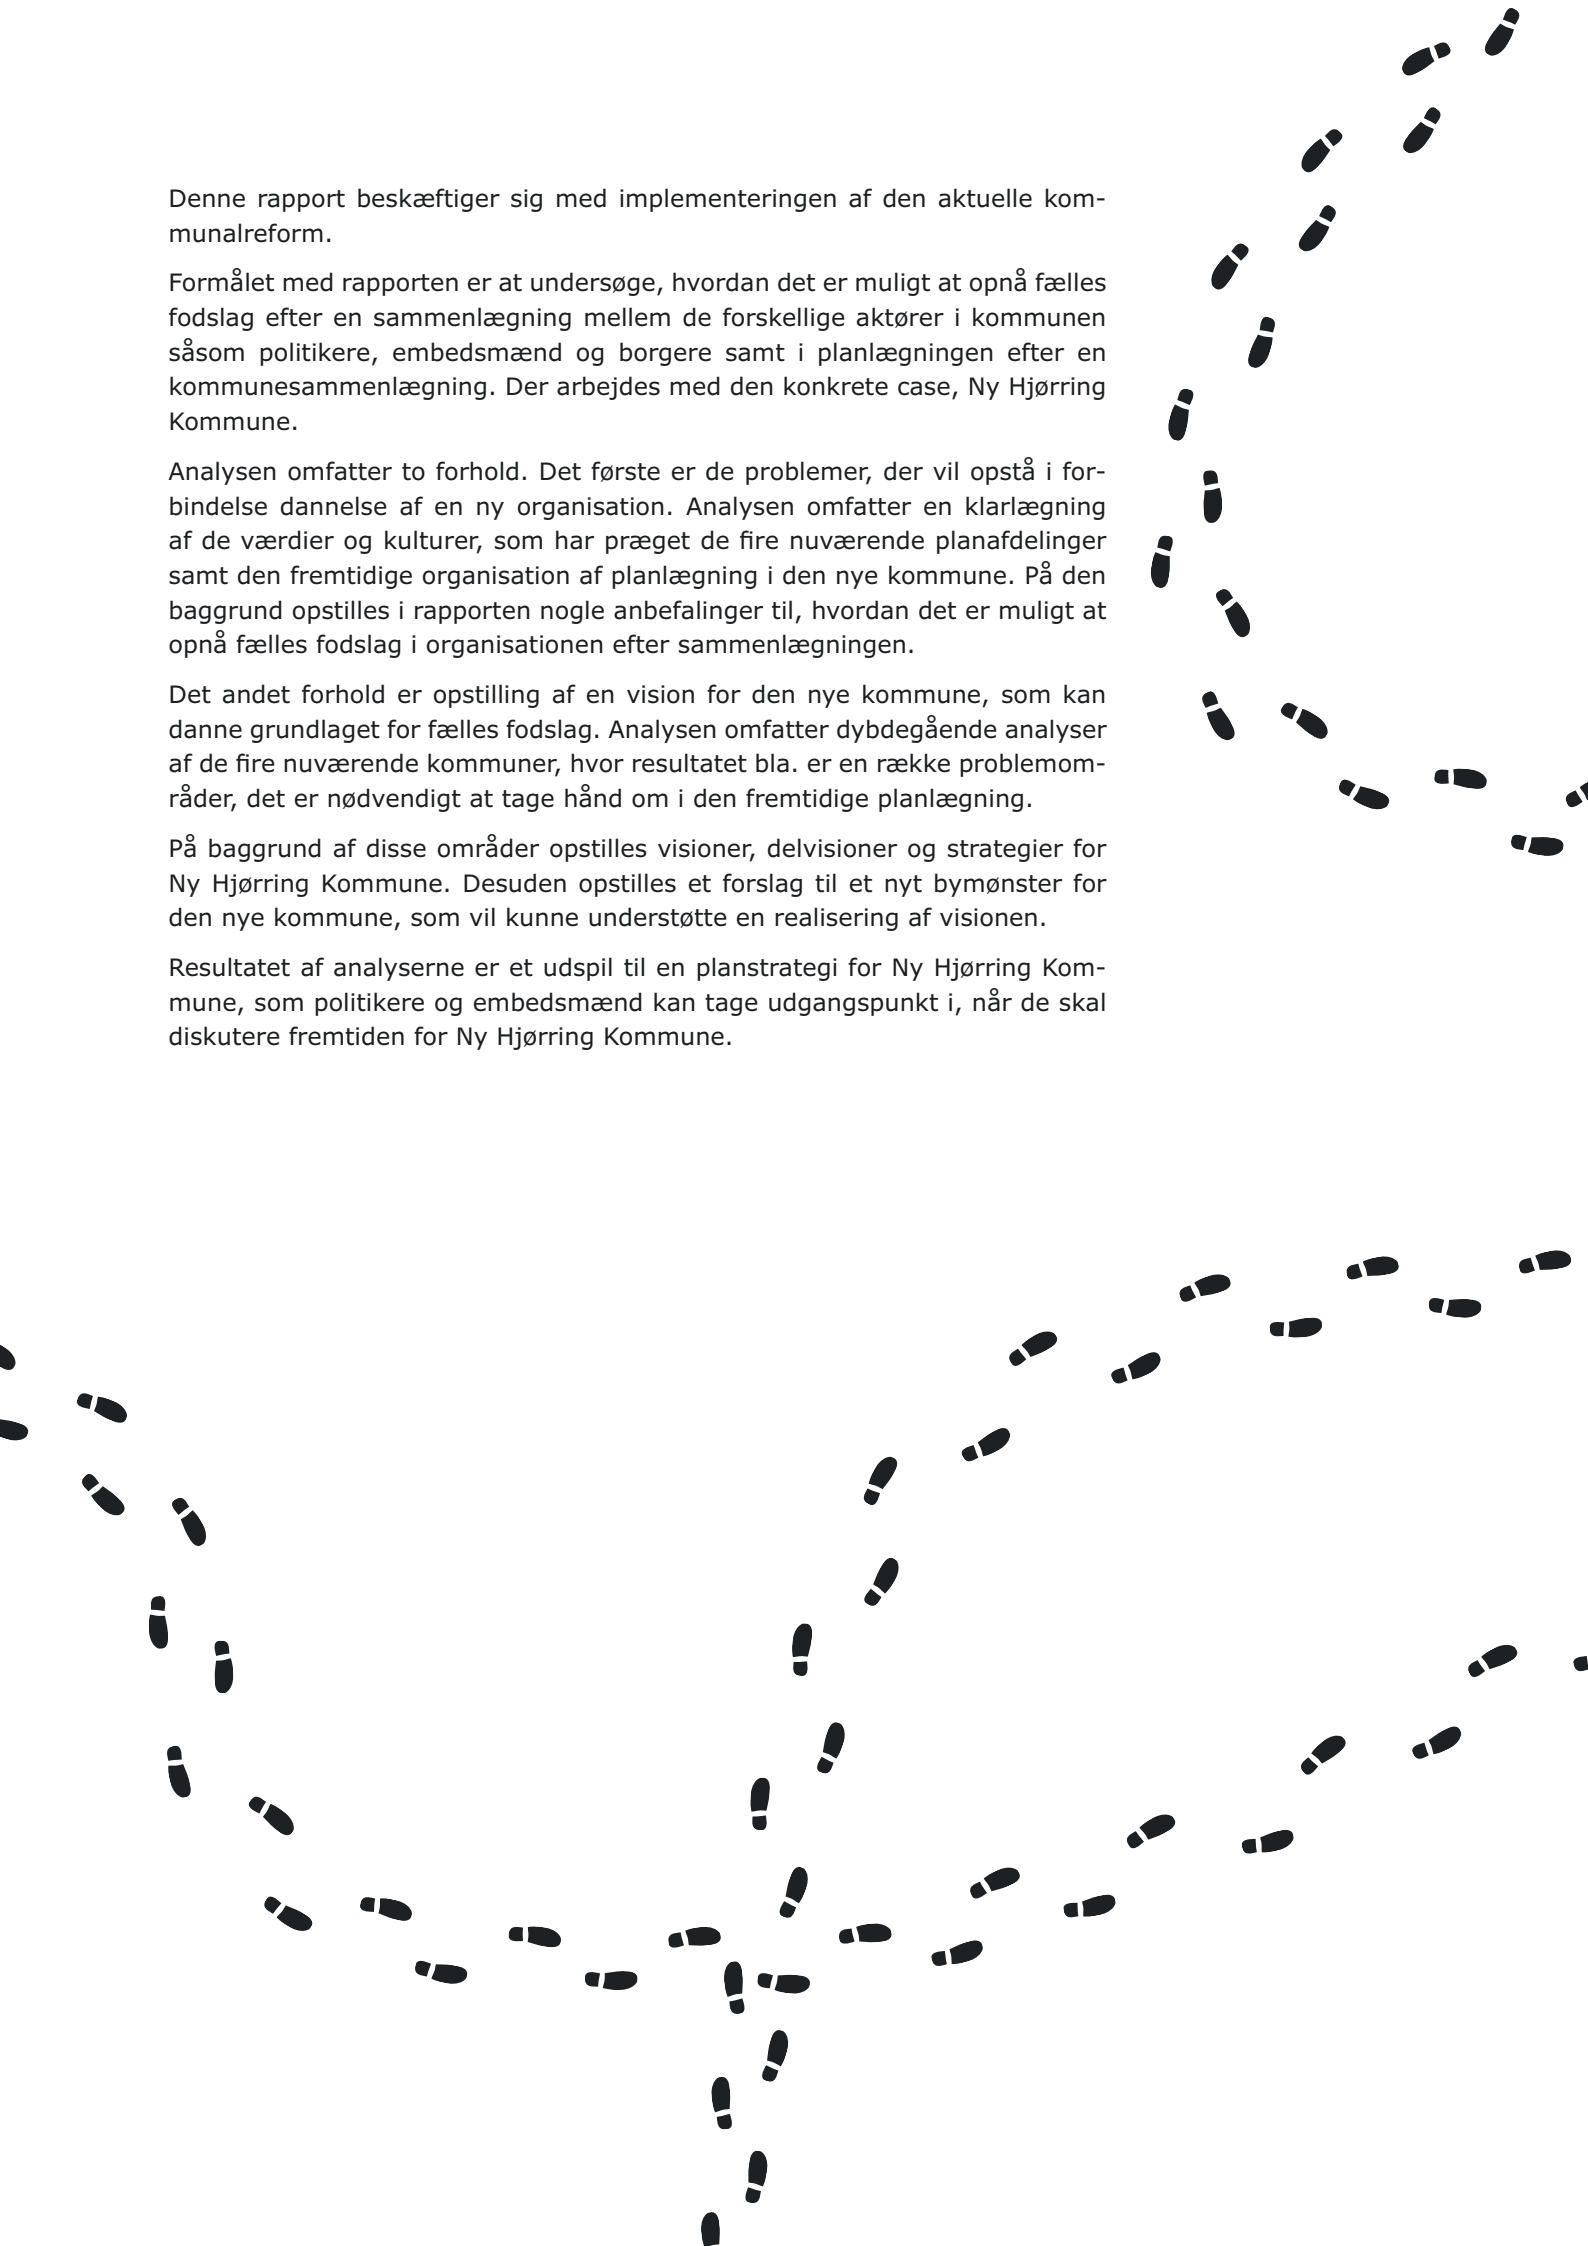 Denne rapport beskæftiger sig med implementeringen af den aktuelle kom-
munalreform.
Formålet med rapporten er at undersøge, hvordan det er muligt at opnå fælles
fodslag efter en sammenlægning mellem de forskellige aktører i kommunen
såsom politikere, embedsmænd og borgere samt i planlægningen efter en
kommunesammenlægning. Der arbejdes med den konkrete case, Ny Hjørring
Kommune.
Analysen omfatter to forhold. Det første er de problemer, der vil opstå i for-
bindelse dannelse af en ny organisation. Analysen omfatter en klarlægning
af de værdier og kulturer, som har præget de fire nuværende planafdelinger
samt den fremtidige organisation af planlægning i den nye kommune. På den
baggrund opstilles i rapporten nogle anbefalinger til, hvordan det er muligt at
opnå fælles fodslag i organisationen efter sammenlægningen.
Det andet forhold er opstilling af en vision for den nye kommune, som kan
danne grundlaget for fælles fodslag. Analysen omfatter dybdegående analyser
af de fire nuværende kommuner, hvor resultatet bla. er en række problemom-
råder, det er nødvendigt at tage hånd om i den fremtidige planlægning.
På baggrund af disse områder opstilles visioner, delvisioner og strategier for
Ny Hjørring Kommune. Desuden opstilles et forslag til et nyt bymønster for
den nye kommune, som vil kunne understøtte en realisering af visionen.
Resultatet af analyserne er et udspil til en planstrategi for Ny Hjørring Kom-
mune, som politikere og embedsmænd kan tage udgangspunkt i, når de skal
diskutere fremtiden for Ny Hjørring Kommune.